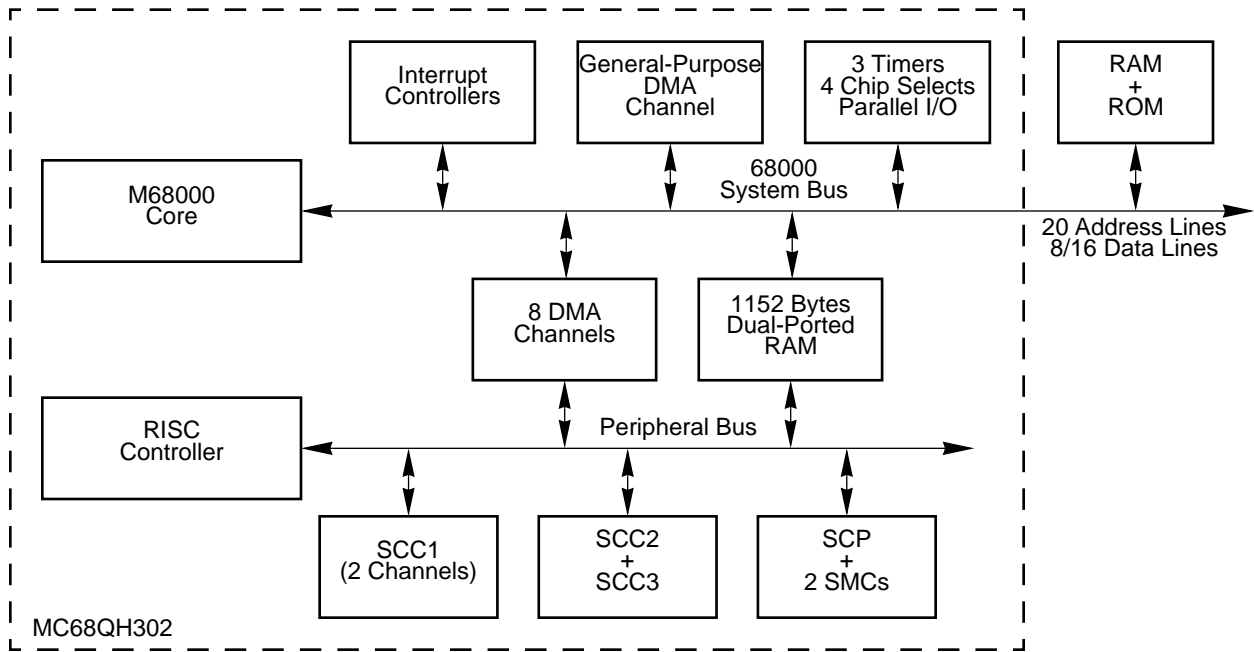 Interrupt
Controllers
General-Purpose
DMA
Channel
3 Timers
4 Chip Selects
Parallel I/O
RAM
+
ROM
M68000
Core
68000
System Bus
20 Address Lines
8/16 Data Lines
8 DMA
Channels
1152 Bytes
Dual-Ported
RAM
RISC
Controller
Peripheral Bus
SCC1
(2 Channels)
SCC2
+
SCC3
SCP
+
2 SMCs
MC68QH302